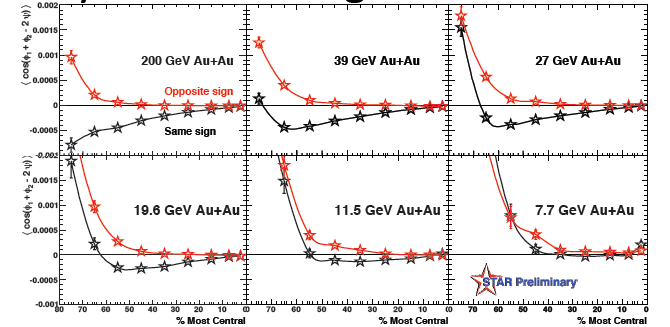 ⟨ cos(ϕ₁ + ϕ₂ - 2 ψ) ⟩
0.002
0.0015
0.001
0.0005
0
-0.0005
200 GeV Au+Au
Opposite sign
Same sign
39 GeV Au+Au
27 GeV Au+Au
⟨ cos(ϕ₁ + ϕ₂ - 2 ψ) ⟩
0.0015
0.001
0.0005
0
-0.0005
-0.001
19.6 GeV Au+Au
11.5 GeV Au+Au
7.7 GeV Au+Au
STAR Preliminary
80 70 60 50 40 30 20 10 0
80 70 60 50 40 30 20 10 0
80 70 60 50 40 30 20 10 0
% Most Central
% Most Central
% Most Central